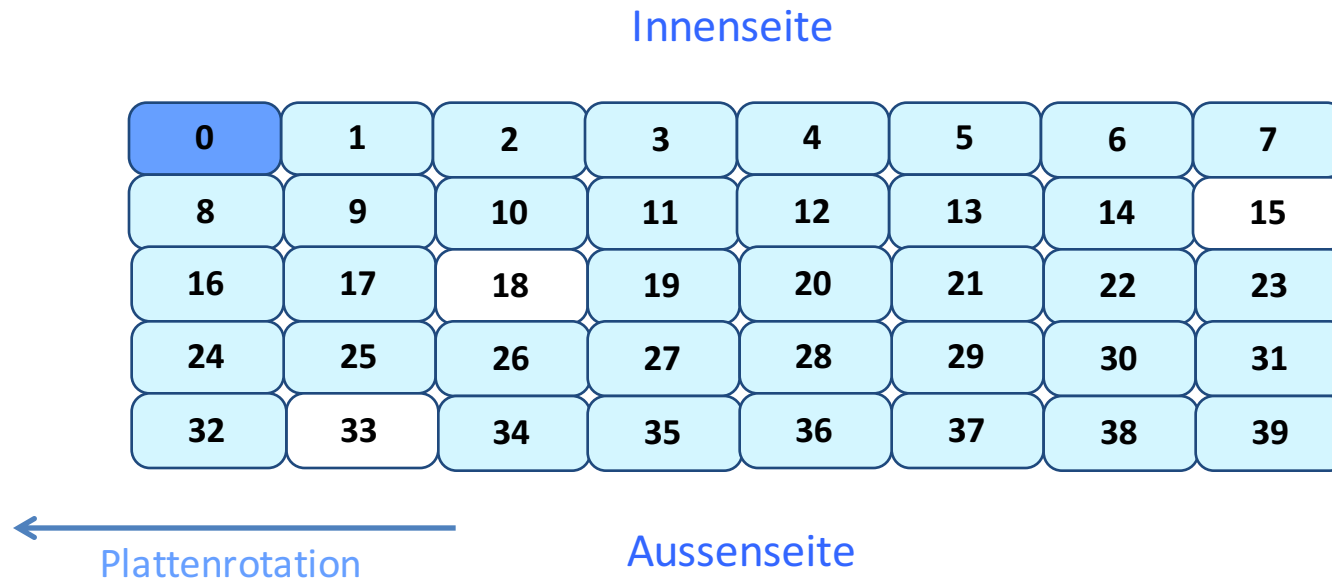 Innenseite
0 1 2 3 4 5 6 7
8 9 10 11 12 13 14 15
16 17 18 19 20 21 22 23
24 25 26 27 28 29 30 31
32 33 34 35 36 37 38 39
Plattenrotation
Aussenseite